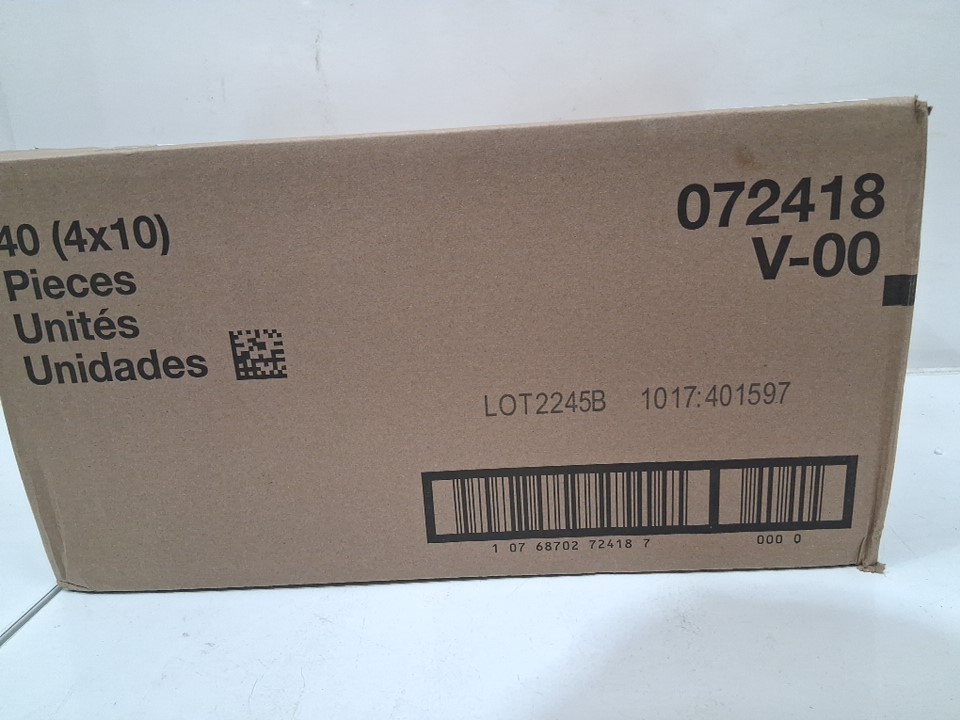 40 (4x10)
Pieces
Unités
Unidades
072418
V-00
LOT2245B 1017:401597
1 07 68702 72418 7 000 0